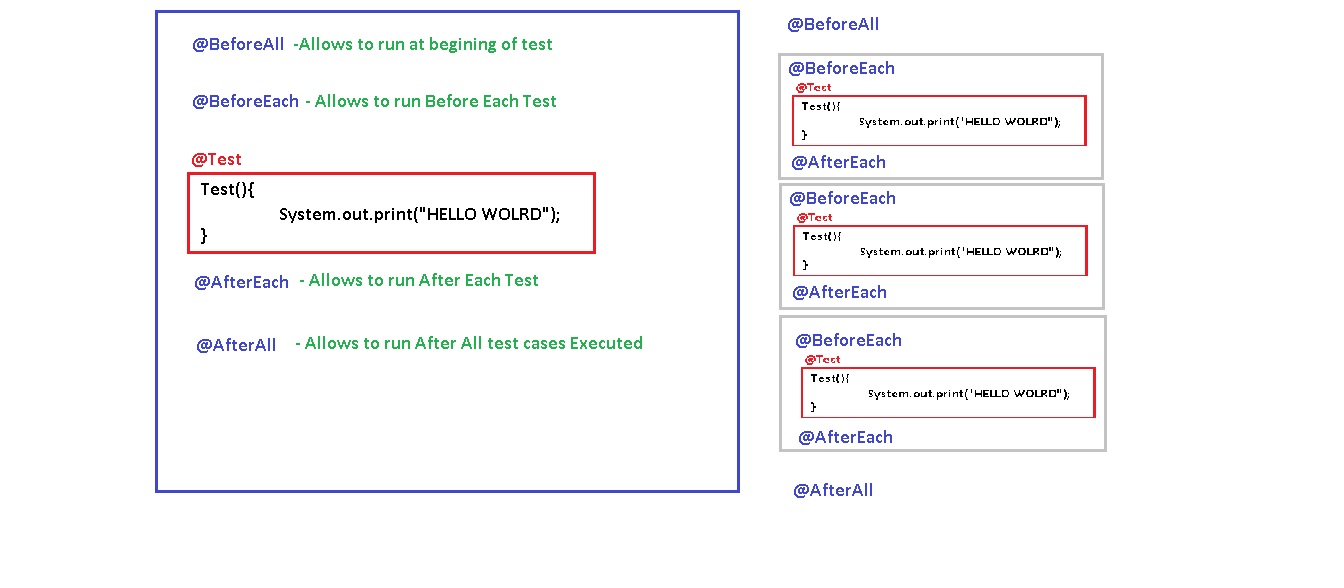 @BeforeAll -Allows to run at begining of test
@BeforeEach - Allows to run Before Each Test
@Test
Test(){
System.out.print("HELLO WOLRD");
}
@AfterEach - Allows to run After Each Test
@AfterAll - Allows to run After All test cases Executed
@BeforeAll
@BeforeEach
@Test
Test(){
System.out.print("HELLO WOLRD");
}
@AfterEach
@BeforeEach
@Test
Test(){
System.out.print("HELLO WOLRD");
}
@AfterEach
@BeforeEach
@Test
Test(){
System.out.print("HELLO WOLRD");
}
@AfterEach
@AfterAll